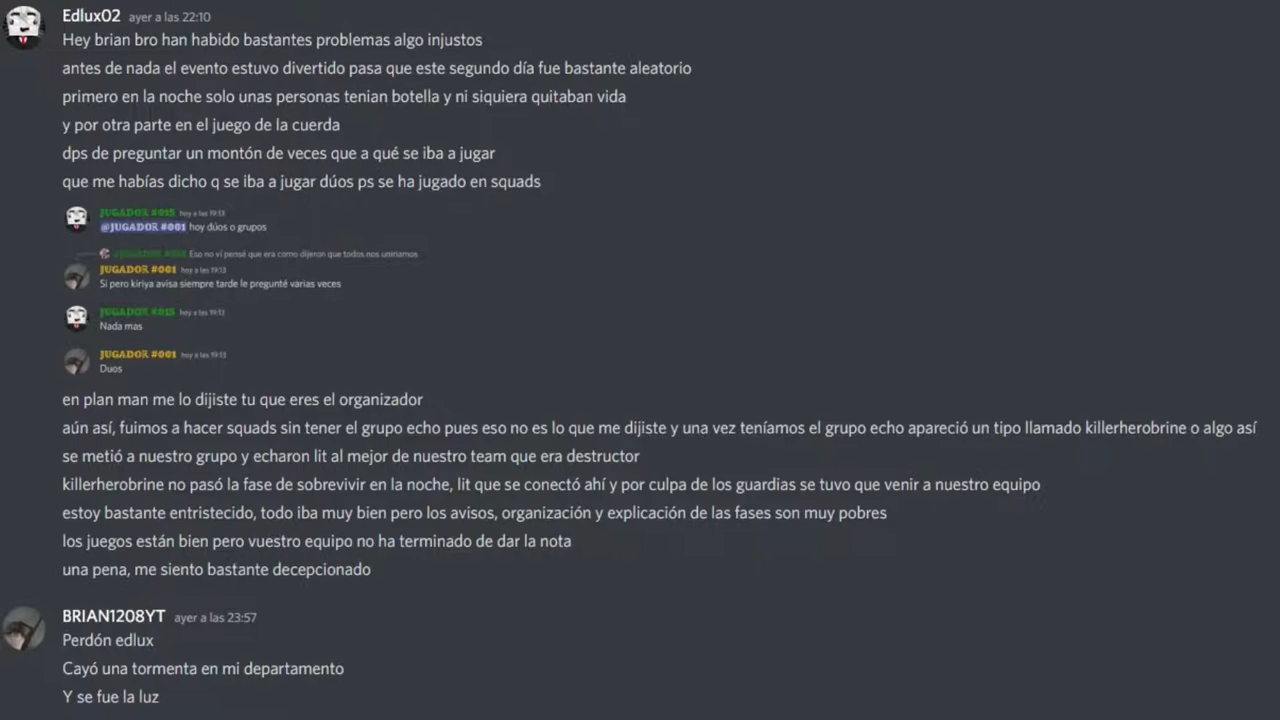 Edlux02 ayer a las 22:10
Hey brian bro han habido bastantes problemas algo injustos
antes de nada el evento estuvo divertido pasa que este segundo día fue bastante aleatorio
primero en la noche solo unas personas tenian botella y ni siquiera quitaban vida
y por otra parte en el juego de la cuerda
dps de preguntar un montón de veces que a qué se iba a jugar
que me habías dicho q se iba a jugar dúos ps se ha jugado en squads
JUGADOR #015 hoy a las 19:13
@JUGADOR #001 hoy dúos o grupos
Eso no ví pensé que era como dijeron que todos nos uniriamos
JUGADOR #001 hoy a las 19:13
Si pero kiriya avisa siempre tarde le pregunté varias veces
JUGADOR #015 hoy a las 19:13
Nada mas
JUGADOR #001 hoy a las 19:13
Duos
en plan man me lo dijiste tu que eres el organizador
aún así, fuimos a hacer squads sin tener el grupo echo pues eso no es lo que me dijiste y una vez teníamos el grupo echo apareció un tipo llamado killerherobrine o algo así
se metió a nuestro grupo y echaron lit al mejor de nuestro team que era destructor
killerherobrine no pasó la fase de sobrevivir en la noche, lit que se conectó ahí y por culpa de los guardias se tuvo que venir a nuestro equipo
estoy bastante entristecido, todo iba muy bien pero los avisos, organización y explicación de las fases son muy pobres
los juegos están bien pero vuestro equipo no ha terminado de dar la nota
una pena, me siento bastante decepcionado
BRIAN1208YT ayer a las 23:57
Perdón edlux
Cayó una tormenta en mi departamento
Y se fue la luz